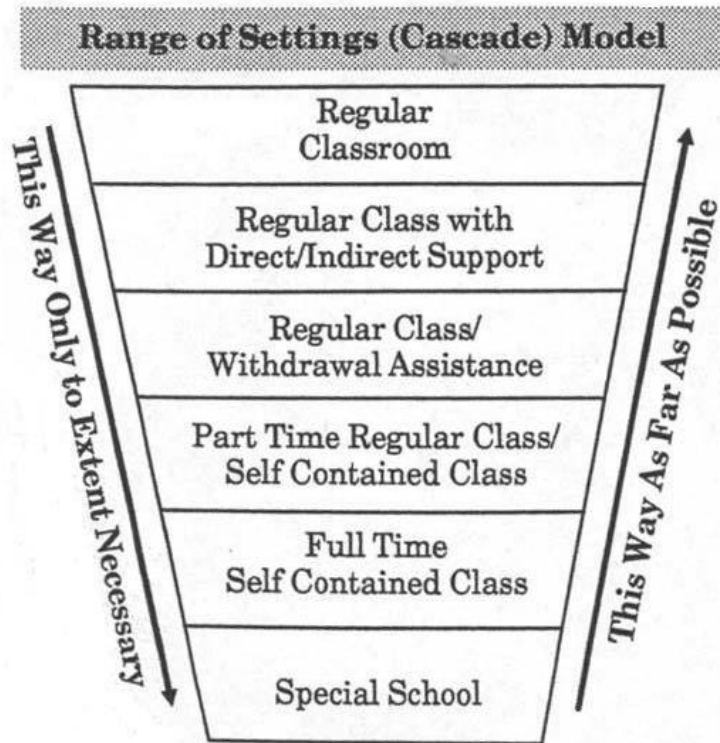 Range of Settings (Cascade) Model
Regular
Classroom
Regular Class with
Direct/Indirect Support
Regular Class/
Withdrawal Assistance
Part Time Regular Class/
Self Contained Class
Full Time
Self Contained Class
Special School
This Way Only to Extent Necessary
This Way As Far As Possible